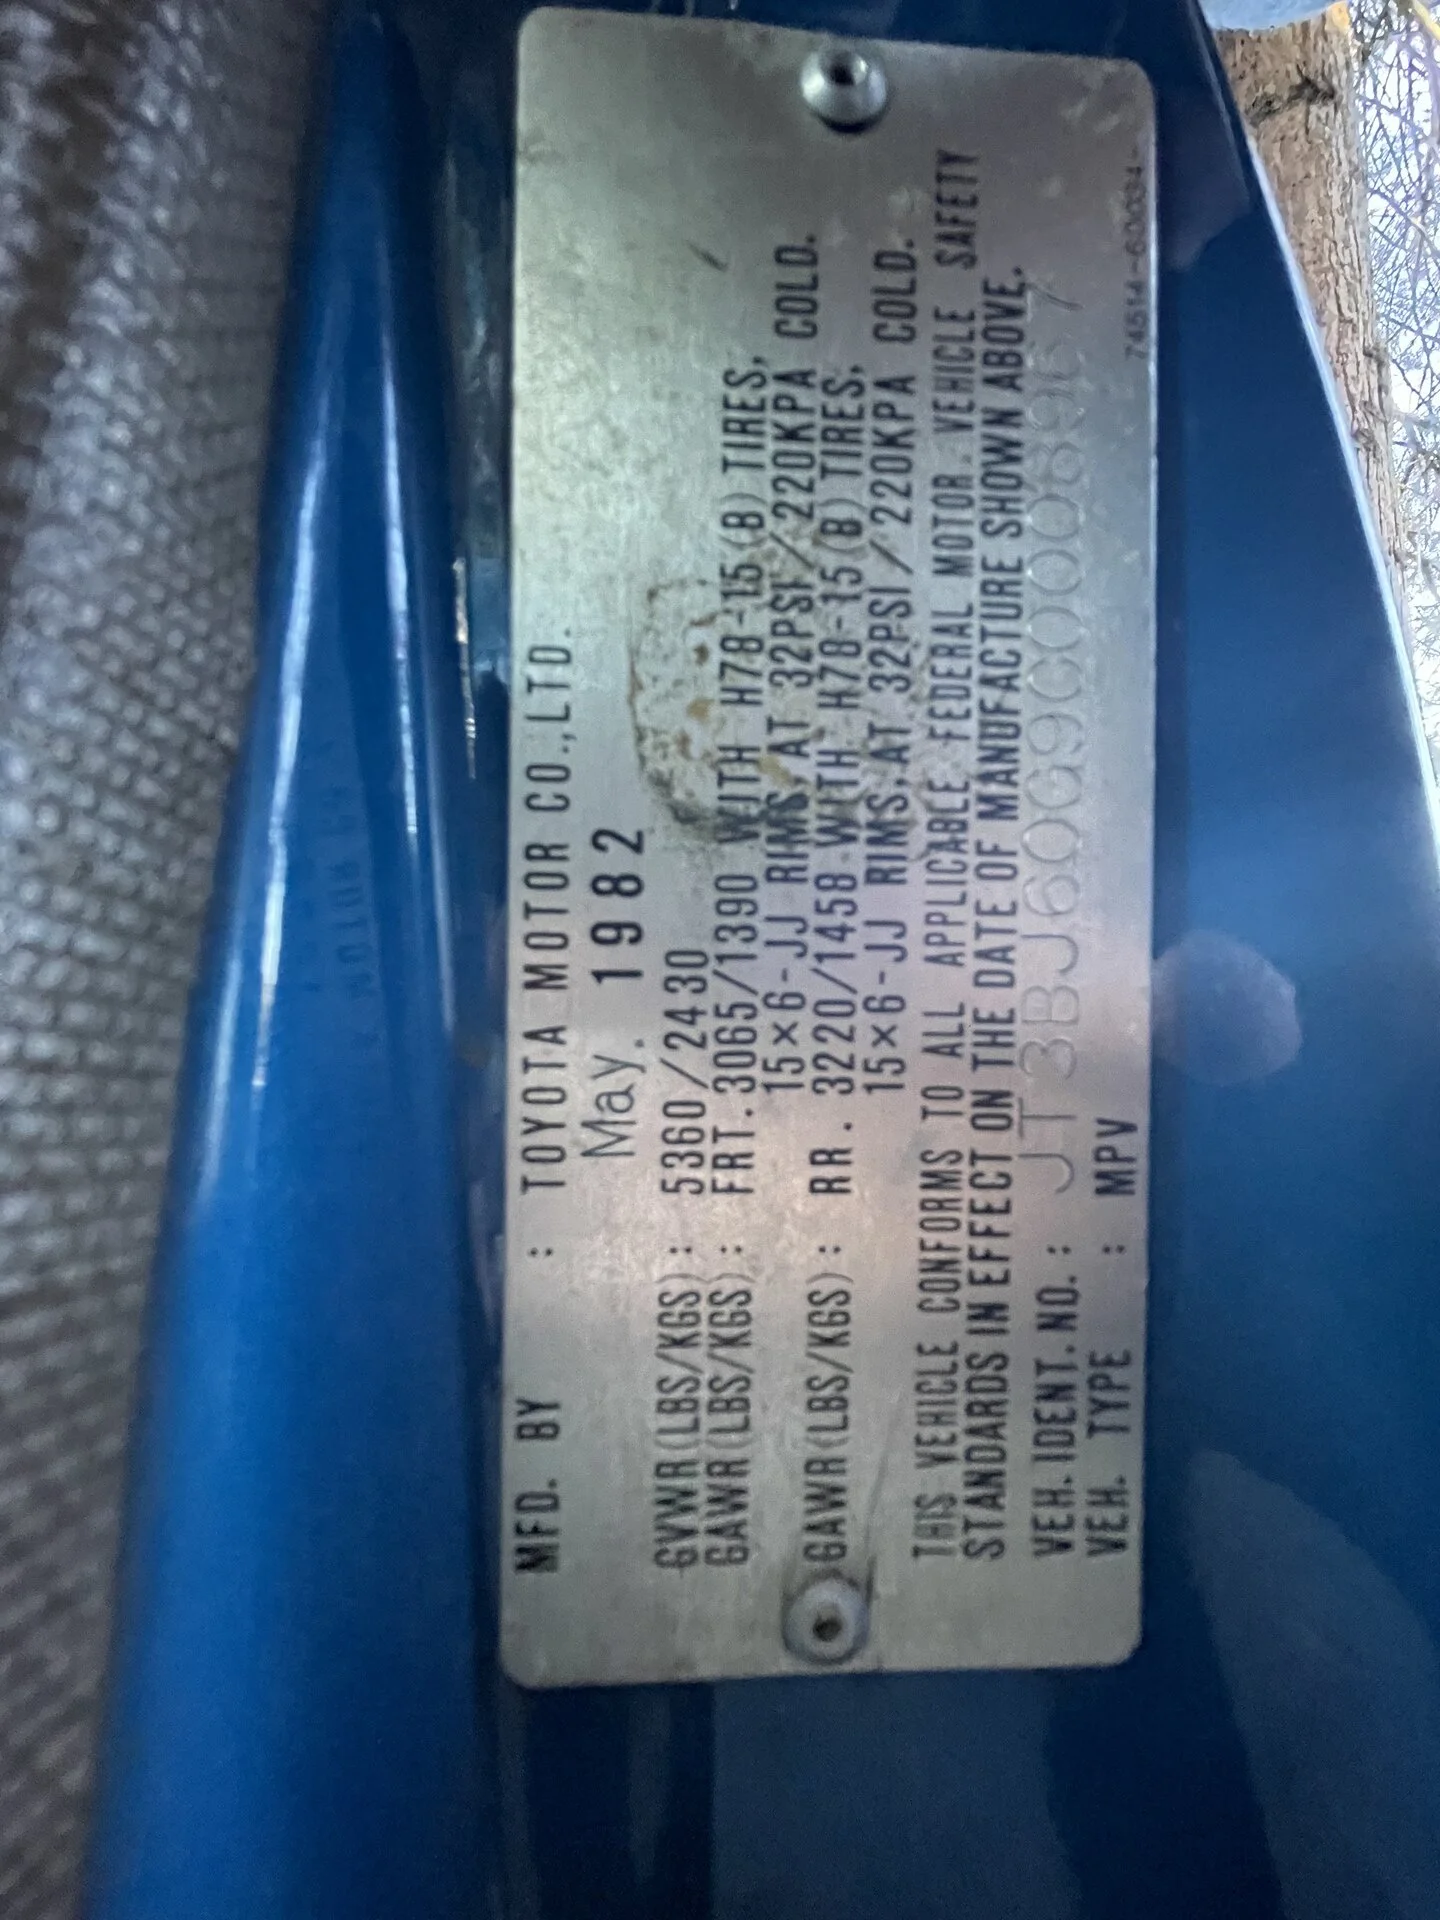 MFD. BY : TOYOTA MOTOR CO.,LTD.
May. 1982
GVWR(LBS/KGS) : 5360/2430
GAWR(LBS/KGS) : FRT. 3065/1390 WITH H78-15(B) TIRES,
15×6-JJ RIMS, AT 32PSI/220KPA COLD.
GAWR(LBS/KGS) : RR. 3220/1458 WITH H78-15(B) TIRES,
15×6-JJ RIMS, AT 32PSI/220KPA COLD.
THIS VEHICLE CONFORMS TO ALL APPLICABLE FEDERAL MOTOR VEHICLE SAFETY
STANDARDS IN EFFECT ON THE DATE OF MANUFACTURE SHOWN ABOVE.
VEH. IDENT. NO. : JT3BJ60G9C0008967
VEH. TYPE : MPV
74514-60034-